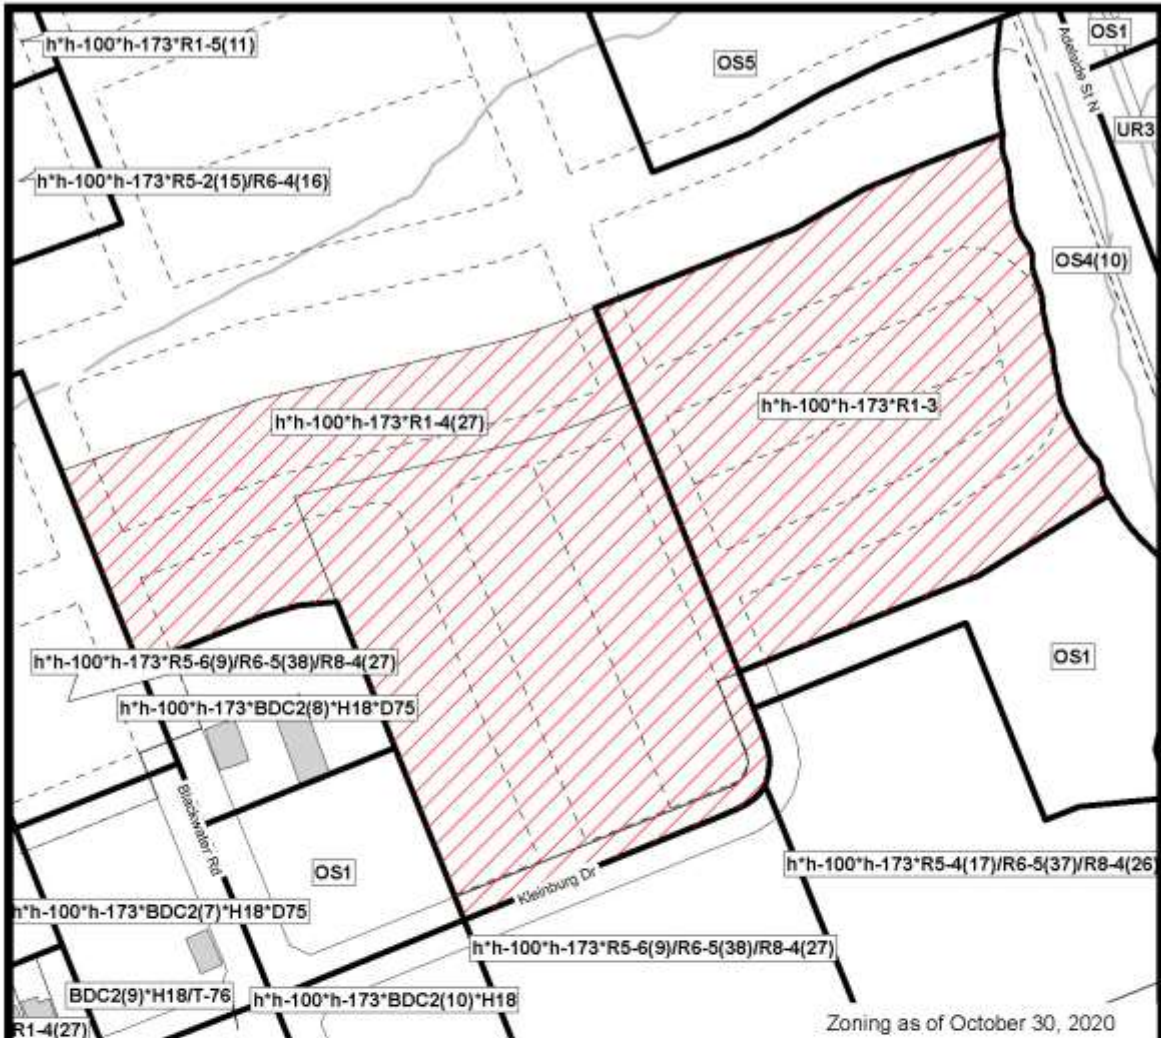 h*h-100*h-173*R1-5(11)
OS5
OS1
Adelaide St N
UR3
h*h-100*h-173*R5-2(15)/R6-4(16)
OS4(10)
h*h-100*h-173*R1-4(27)
h*h-100*h-173*R1-3
h*h-100*h-173*R5-6(9)/R6-5(38)/R8-4(27)
OS1
h*h-100*h-173*BDC2(8)*H18*D75
Blackwater Rd
OS1
Kleinburg Dr
h*h-100*h-173*R5-4(17)/R6-5(37)/R8-4(26)
h*h-100*h-173*BDC2(7)*H18*D75
h*h-100*h-173*R5-6(9)/R6-5(38)/R8-4(27)
BDC2(9)*H18/T-76
h*h-100*h-173*BDC2(10)*H18
R1-4(27)
Zoning as of October 30, 2020